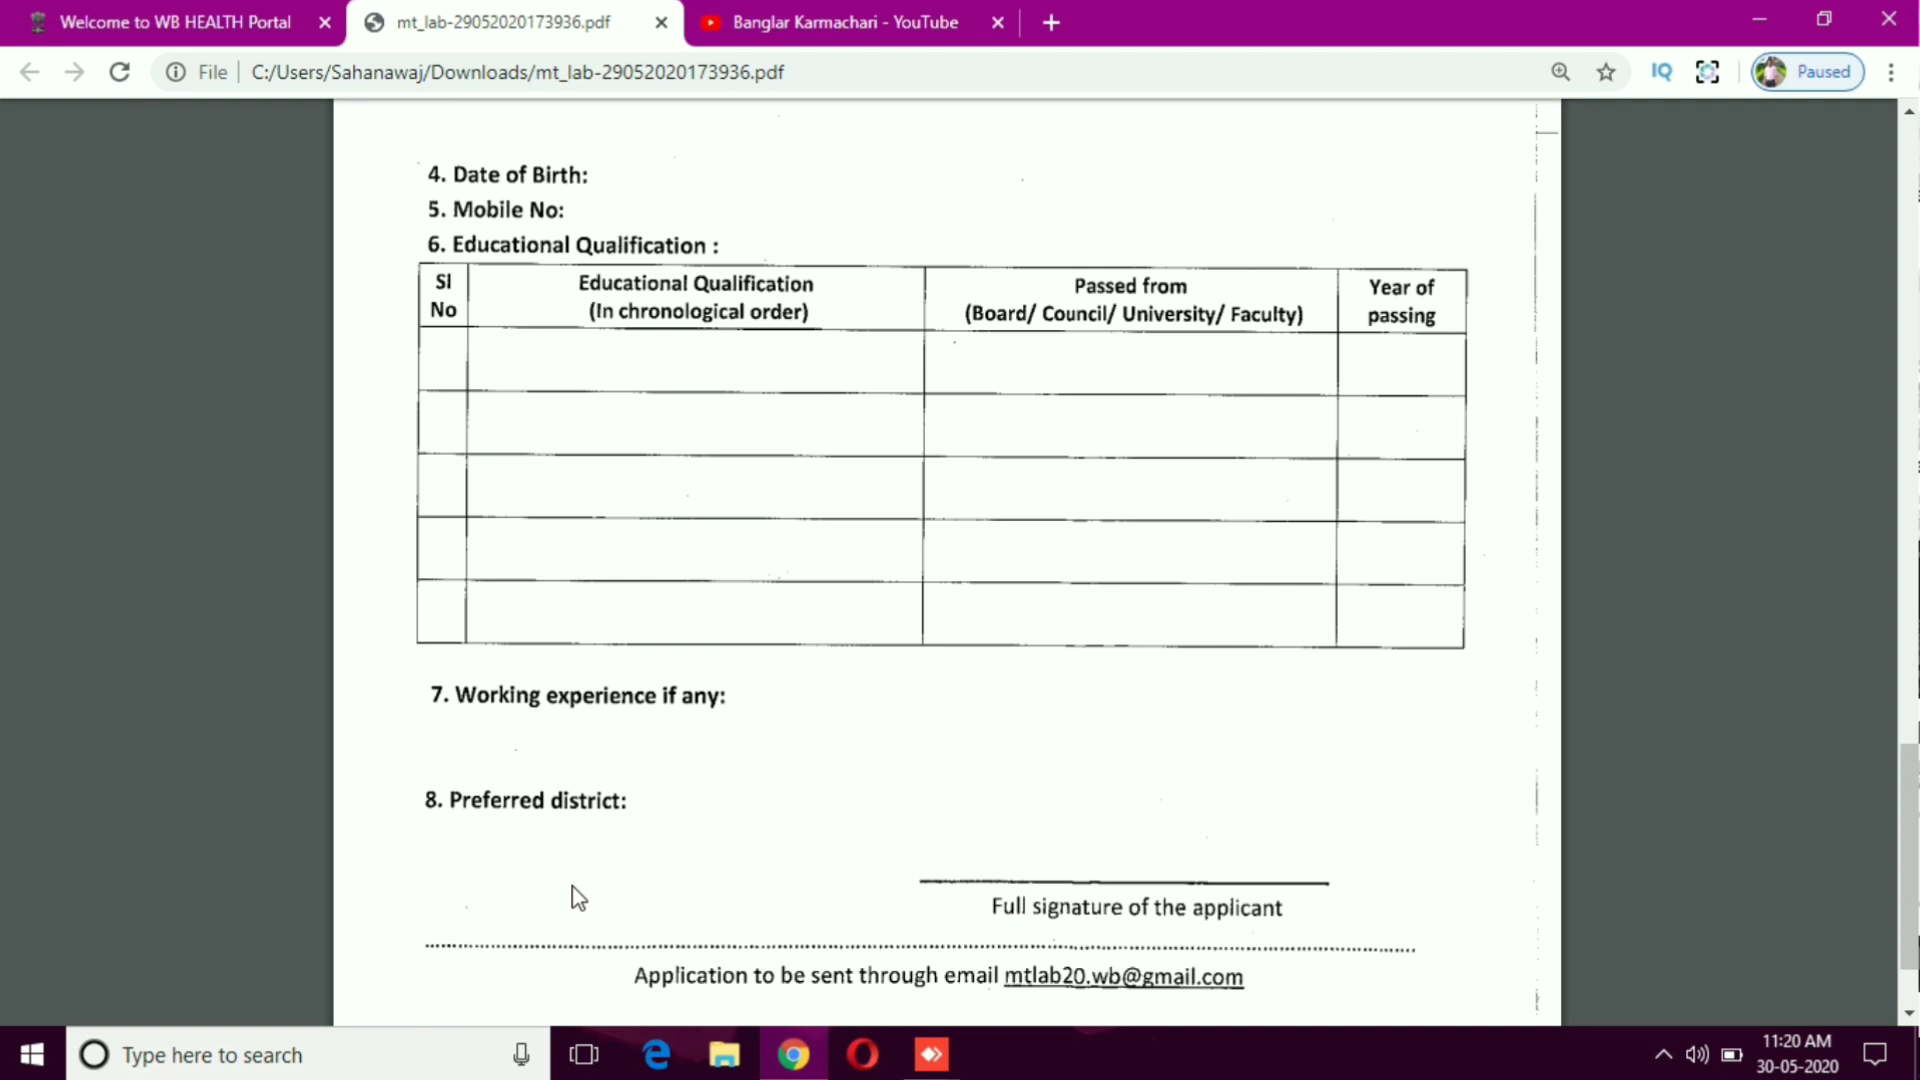 Welcome to WB HEALTH Portal
mt_lab-29052020173936.pdf
Banglar Karmachari - YouTube
File
C:/Users/Sahanawaj/Downloads/mt_lab-29052020173936.pdf
IQ
Paused
4. Date of Birth:
5. Mobile No:
6. Educational Qualification :
Sl No
Educational Qualification
(In chronological order)
Passed from
(Board/ Council/ University/ Faculty)
Year of
passing
7. Working experience if any:
8. Preferred district:
Full signature of the applicant
Application to be sent through email mtlab20.wb@gmail.com
Type here to search
11:20 AM
30-05-2020